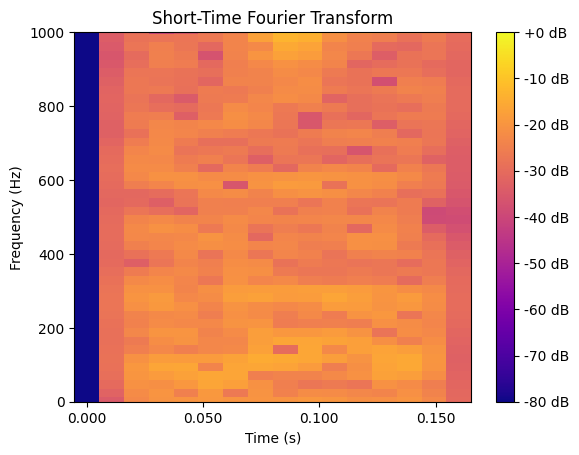 Short-Time Fourier Transform
1000
800
600
400
200
0
Frequency (Hz)
0.000
0.050
0.100
0.150
Time (s)
+0 dB
-10 dB
-20 dB
-30 dB
-40 dB
-50 dB
-60 dB
-70 dB
-80 dB